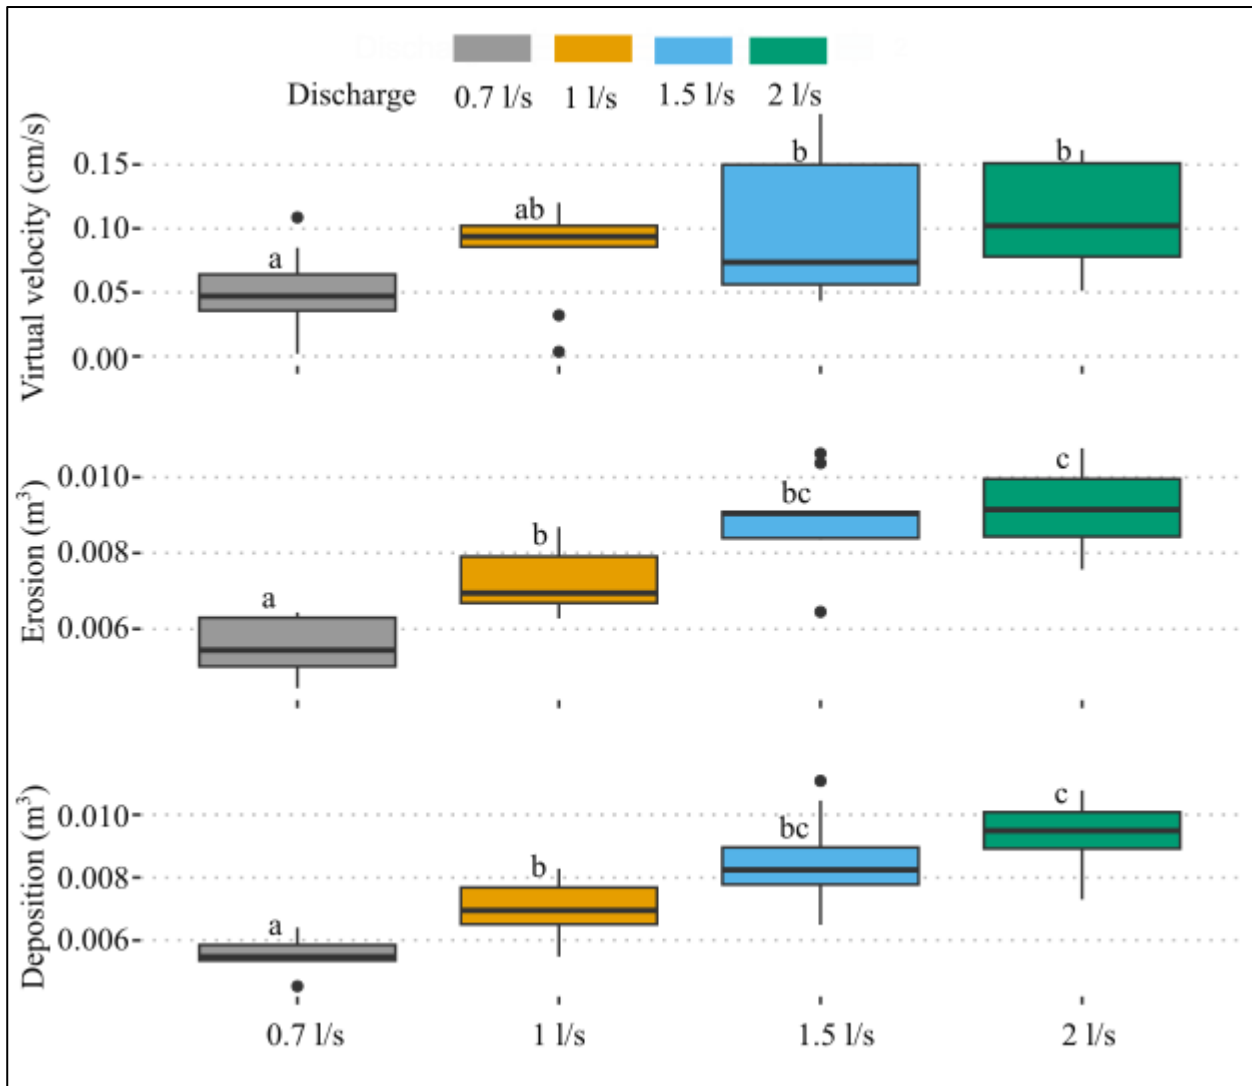 Discharge 0.7 l/s 1 l/s 1.5 l/s 2 l/s
Virtual velocity (cm/s)
0.15
0.10
0.05
0.00
a
ab
b
b
Erosion (m³)
0.010
0.008
0.006
a
b
bc
c
Deposition (m³)
0.010
0.008
0.006
a
b
bc
c
0.7 l/s 1 l/s 1.5 l/s 2 l/s